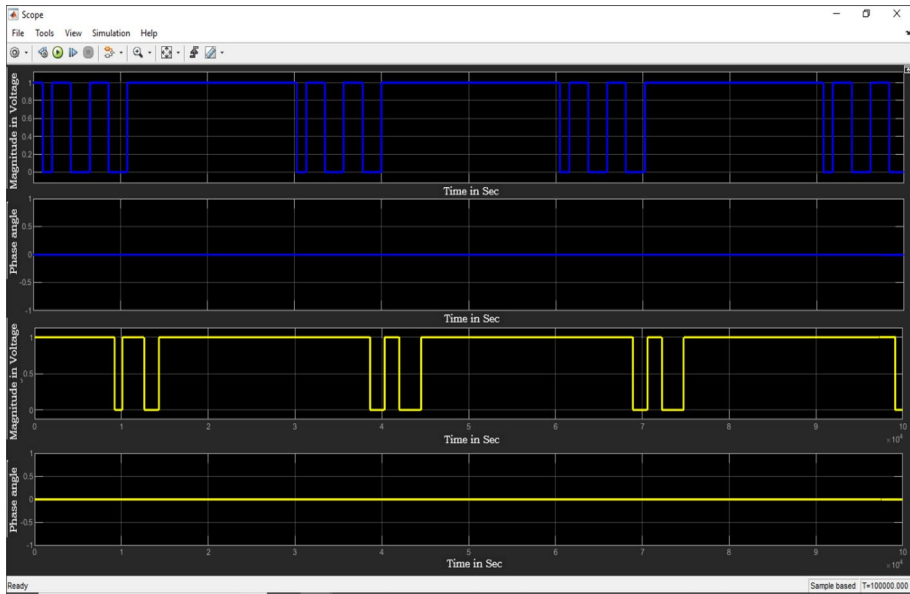 Scope
File Tools View Simulation Help
Magnitude in Voltage
1
0.8
0.6
0.4
0.2
0
Time in Sec
Phase angle
1
0.5
0
-0.5
-1
Time in Sec
Magnitude in Voltage
1
0.5
0
0 1 2 3 4 5 6 7 8 9 10
Time in Sec
×10⁴
Phase angle
1
0.5
0
-0.5
-1
0 1 2 3 4 5 6 7 8 9 10
Time in Sec
×10⁴
Ready
Sample based T=100000.000